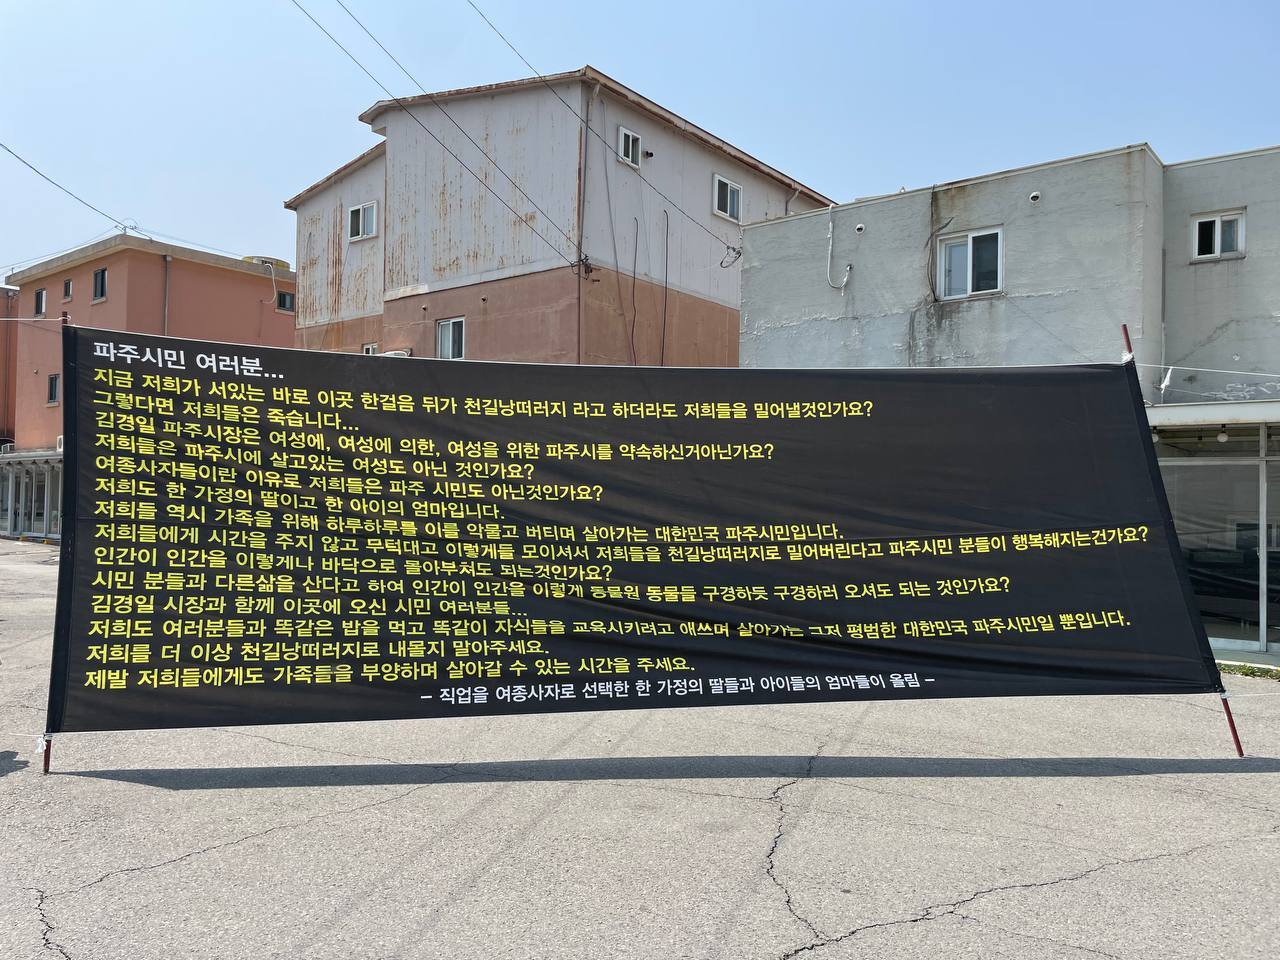 파주시민 여러분...
지금 저희가 서있는 바로 이곳 한걸음 뒤가 천길낭떠러지 라고 하더라도 저희들을 밀어낼것인가요?
그렇다면 저희들은 죽습니다...
김경일 파주시장은 여성에, 여성에 의한, 여성을 위한 파주시를 약속하신거아닌가요?
저희들은 파주시에 살고있는 여성도 아닌 것인가요?
여종사자들이란 이유로 저희들은 파주 시민도 아닌것인가요?
저희도 한 가정의 딸이고 한 아이의 엄마입니다.
저희들 역시 가족을 위해 하루하루를 이를 악물고 버티며 살아가는 대한민국 파주시민입니다.
저희들에게 시간을 주지 않고 무턱대고 이렇게들 모이셔서 저희들을 천길낭떠러지로 밀어버린다고 파주시민 분들이 행복해지는건가요?
인간이 인간을 이렇게나 바닥으로 몰아부쳐도 되는것인가요?
시민 분들과 다른삶을 산다고 하여 인간이 인간을 이렇게 동물원 동물들 구경하듯 구경하러 오셔도 되는 것인가요?
김경일 시장과 함께 이곳에 오신 시민 여러분들...
저희도 여러분들과 똑같은 밥을 먹고 똑같이 자식들을 교육시키려고 애쓰며 살아가는 그저 평범한 대한민국 파주시민일 뿐입니다.
저희를 더 이상 천길낭떠러지로 내몰지 말아주세요.
제발 저희들에게도 가족들을 부양하며 살아갈 수 있는 시간을 주세요.
– 직업을 여종사자로 선택한 한 가정의 딸들과 아이들의 엄마들이 올림 –